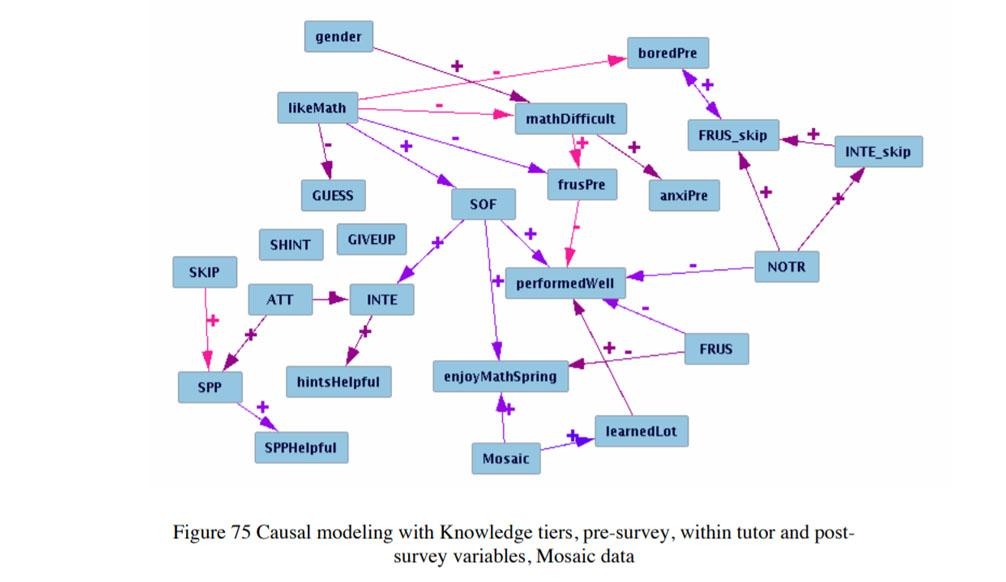 gender
boredPre
+
-
+
likeMath
-
mathDifficult
FRUS_skip
+
INTE_skip
-
+
-
+
+
GUESS
frusPre
anxiPre
+
+
SOF
-
SHINT
GIVEUP
+
+
SKIP
-
NOTR
ATT
-
INTE
+
performedWell
+
+
+
-
FRUS
+
-
SPP
hintsHelpful
enjoyMathSpring
+
+
+
learnedLot
SPPHelpful
Mosaic
Figure 75 Causal modeling with Knowledge tiers, pre-survey, within tutor and post-
survey variables, Mosaic data